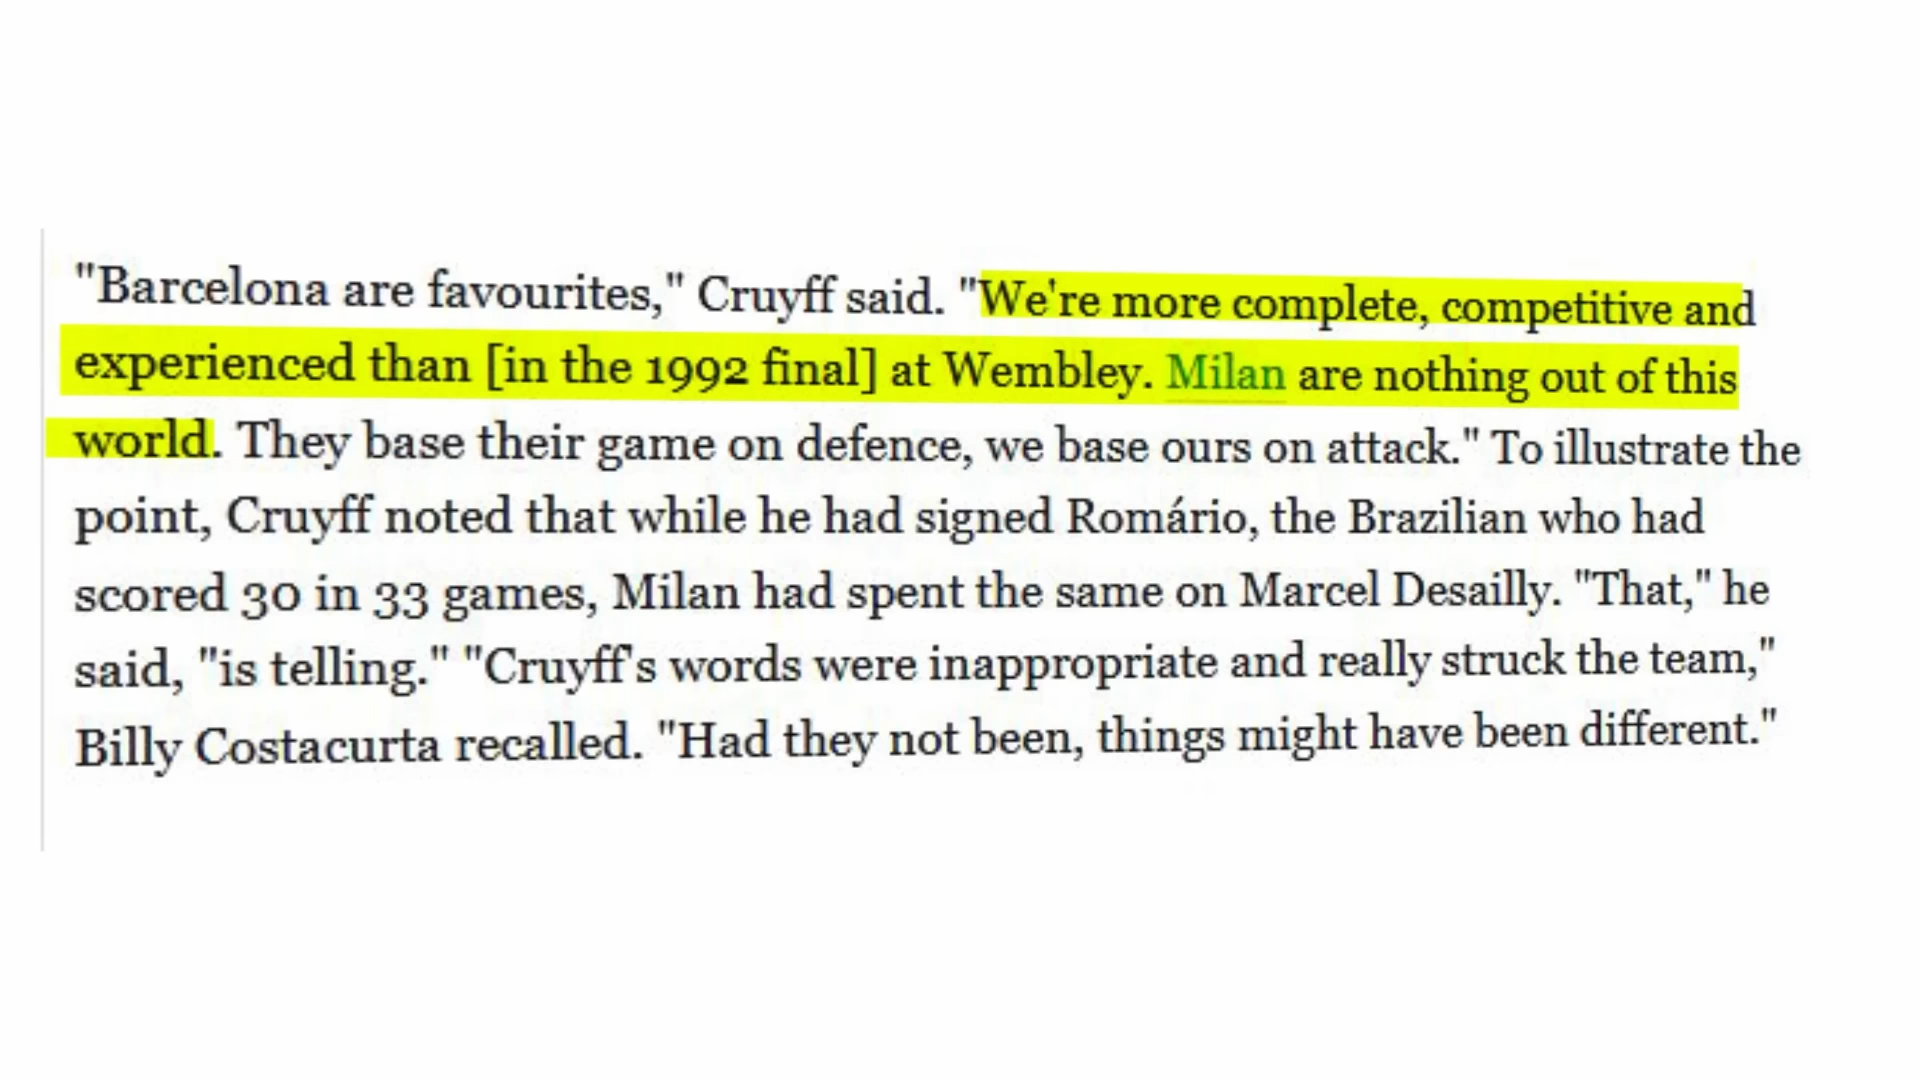 "Barcelona are favourites," Cruyff said. "We're more complete, competitive and
experienced than [in the 1992 final] at Wembley. Milan are nothing out of this
world. They base their game on defence, we base ours on attack." To illustrate the
point, Cruyff noted that while he had signed Romário, the Brazilian who had
scored 30 in 33 games, Milan had spent the same on Marcel Desailly. "That," he
said, "is telling." "Cruyff's words were inappropriate and really struck the team,"
Billy Costacurta recalled. "Had they not been, things might have been different."